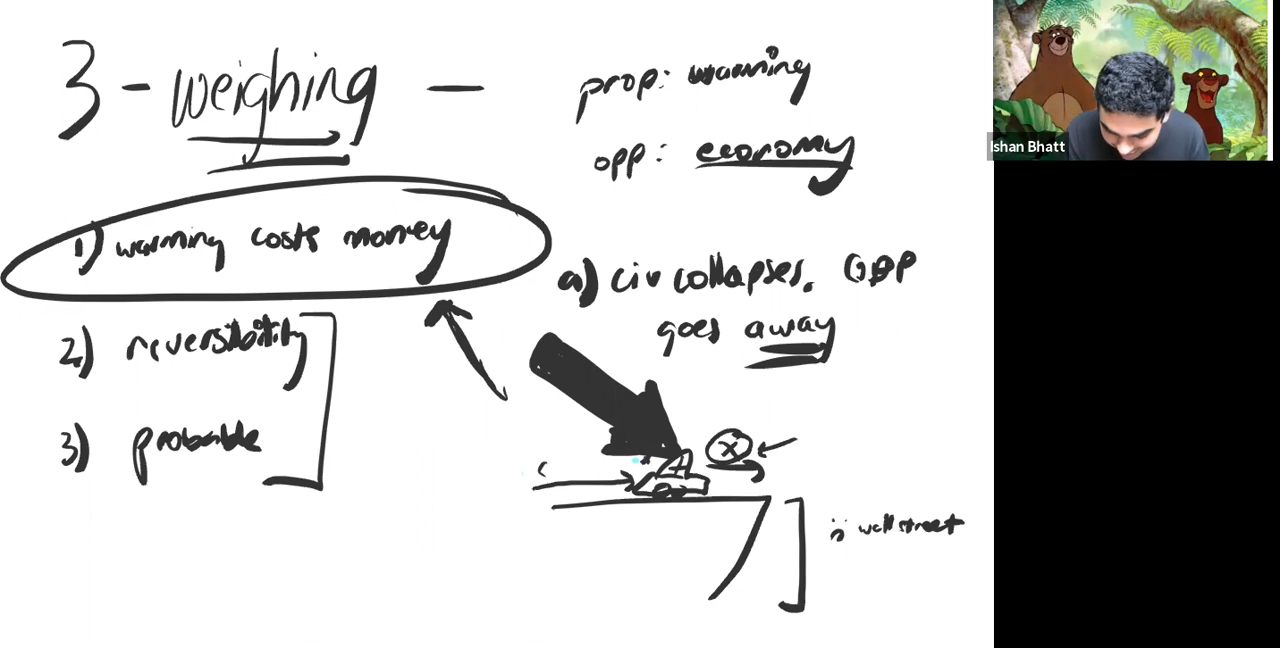 3 - weighing -
prop: warming
opp: economy
1) warming costs money
a) civ collapses. GDP
goes away
2) reversibility
3) probable
x
wall street
Ishan Bhatt